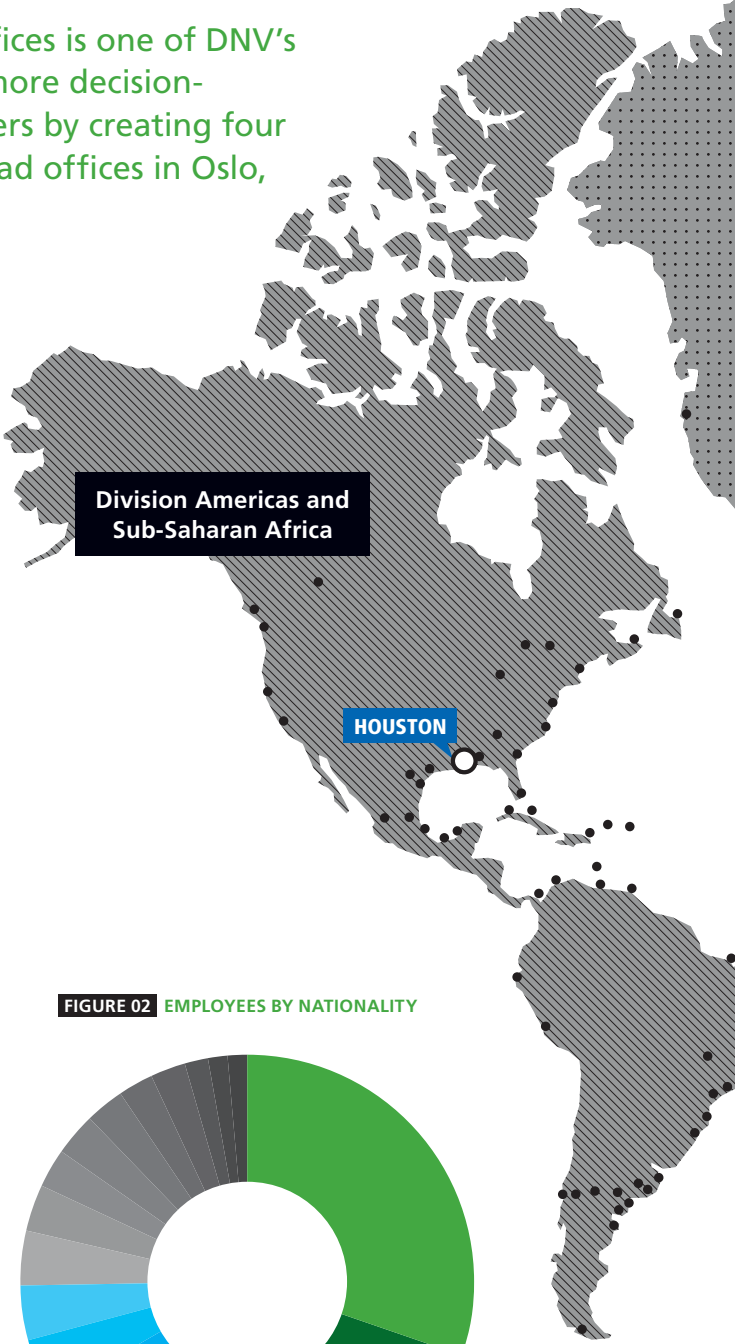 fices is one of DNV's
more decision-
ers by creating four
ad offices in Oslo,
Division Americas and
Sub-Saharan Africa
HOUSTON
FIGURE 02 EMPLOYEES BY NATIONALITY